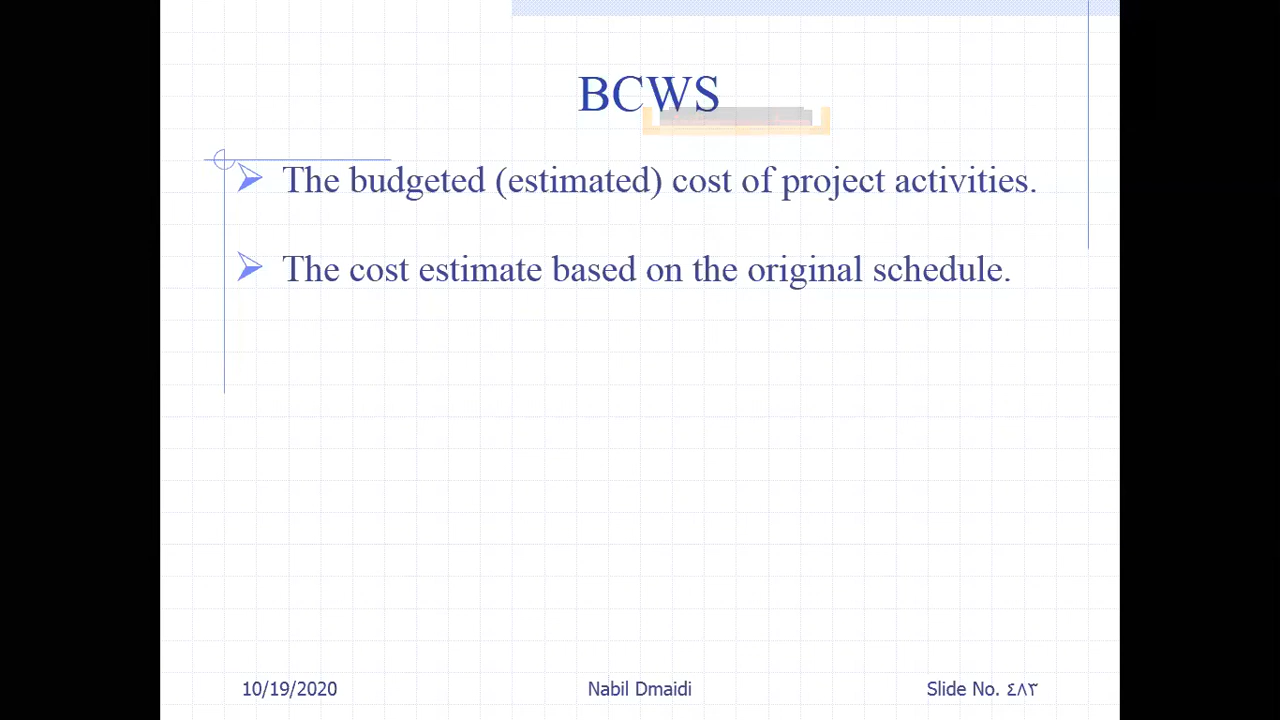 BCWS
The budgeted (estimated) cost of project activities.
The cost estimate based on the original schedule.
10/19/2020
Nabil Dmaidi
Slide No. ٤٨٣